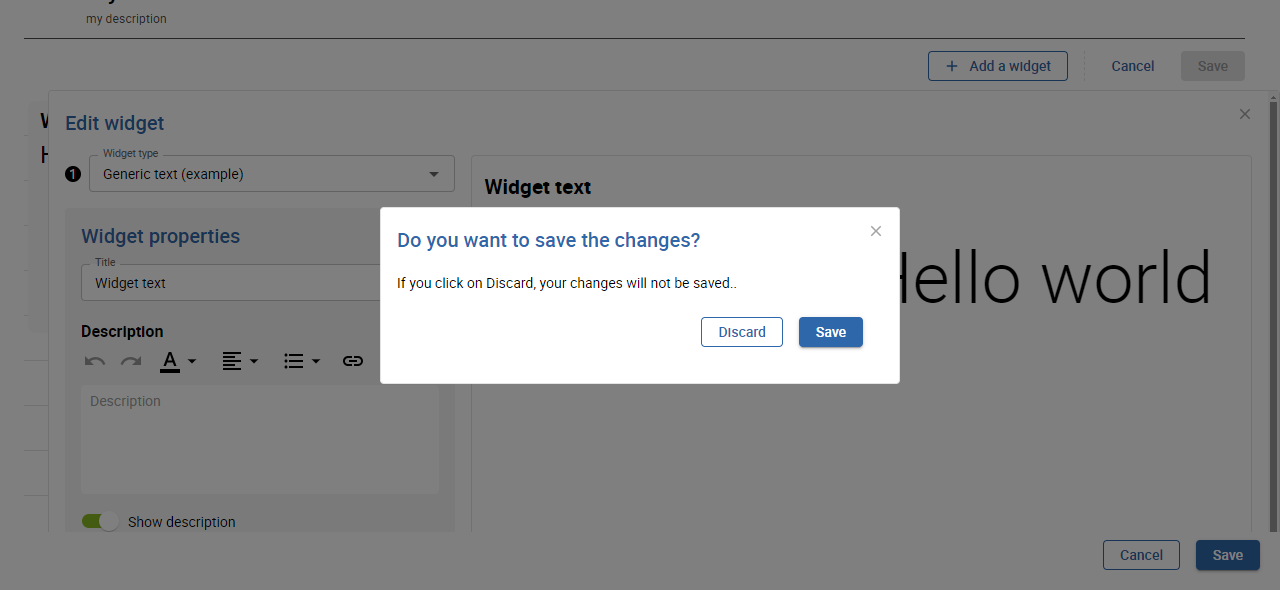 my description
Add a widget
Cancel
Save
Edit widget
Widget type
1
Generic text (example)
Widget text
Widget properties
Do you want to save the changes?
Title
Widget text
If you click on Discard, your changes will not be saved..
Hello world
Description
Discard
Save
A
Description
Show description
Cancel
Save